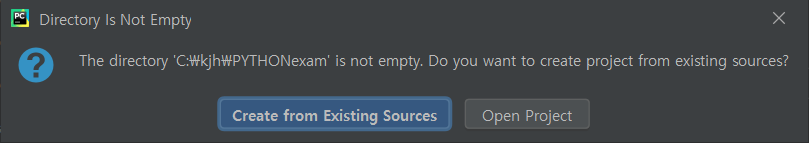 PC
Directory Is Not Empty
The directory 'C:₩kjh₩PYTHONexam' is not empty. Do you want to create project from existing sources?
Create from Existing Sources
Open Project